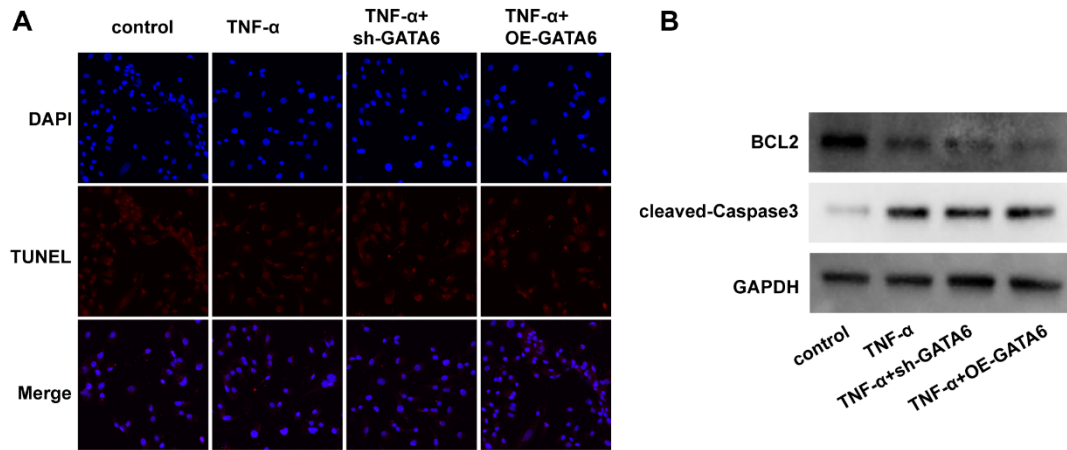 A
control
TNF-α
TNF-α+
sh-GATA6
TNF-α+
OE-GATA6
DAPI
TUNEL
Merge
B
BCL2
cleaved-Caspase3
GAPDH
control
TNF-α
TNF-α+sh-GATA6
TNF-α+OE-GATA6